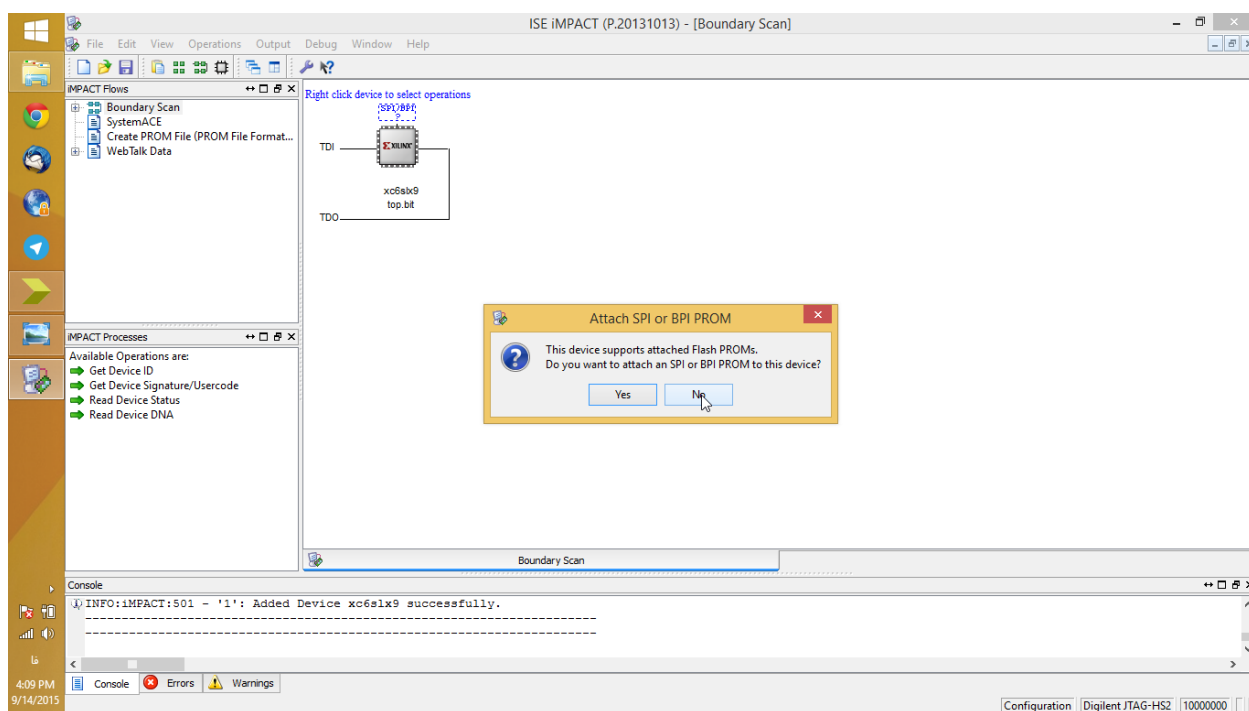 ISE iMPACT (P.20131013) - [Boundary Scan]
File Edit View Operations Output Debug Window Help
iMPACT Flows
Boundary Scan
SystemACE
Create PROM File (PROM File Format...
WebTalk Data
Right click device to select operations
SPI/BPI
?
TDI
XILINX
xc6slx9
top.bit
TDO
Attach SPI or BPI PROM
This device supports attached Flash PROMs.
Do you want to attach an SPI or BPI PROM to this device?
Yes No
iMPACT Processes
Available Operations are:
Get Device ID
Get Device Signature/Usercode
Read Device Status
Read Device DNA
Boundary Scan
Console
INFO:iMPACT:501 - '1': Added Device xc6slx9 successfully.
----------------------------------------------------------------------
----------------------------------------------------------------------
Console Errors Warnings
Configuration Digilent JTAG-HS2 10000000
فا
4:09 PM
9/14/2015